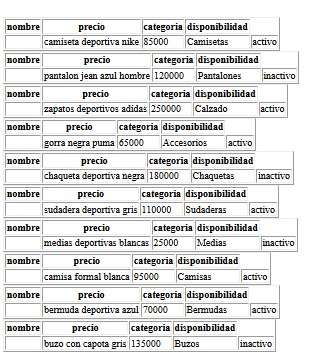 nombre precio categoria disponibilidad
camiseta deportiva nike 85000 Camisetas activo
nombre precio categoria disponibilidad
pantalon jean azul hombre 120000 Pantalones inactivo
nombre precio categoria disponibilidad
zapatos deportivos adidas 250000 Calzado activo
nombre precio categoria disponibilidad
gorra negra puma 65000 Accesorios activo
nombre precio categoria disponibilidad
chaqueta deportiva negra 180000 Chaquetas inactivo
nombre precio categoria disponibilidad
sudadera deportiva gris 110000 Sudaderas activo
nombre precio categoria disponibilidad
medias deportivas blancas 25000 Medias inactivo
nombre precio categoria disponibilidad
camisa formal blanca 95000 Camisas activo
nombre precio categoria disponibilidad
bermuda deportiva azul 70000 Bermudas activo
nombre precio categoria disponibilidad
buzo con capota gris 135000 Buzos inactivo